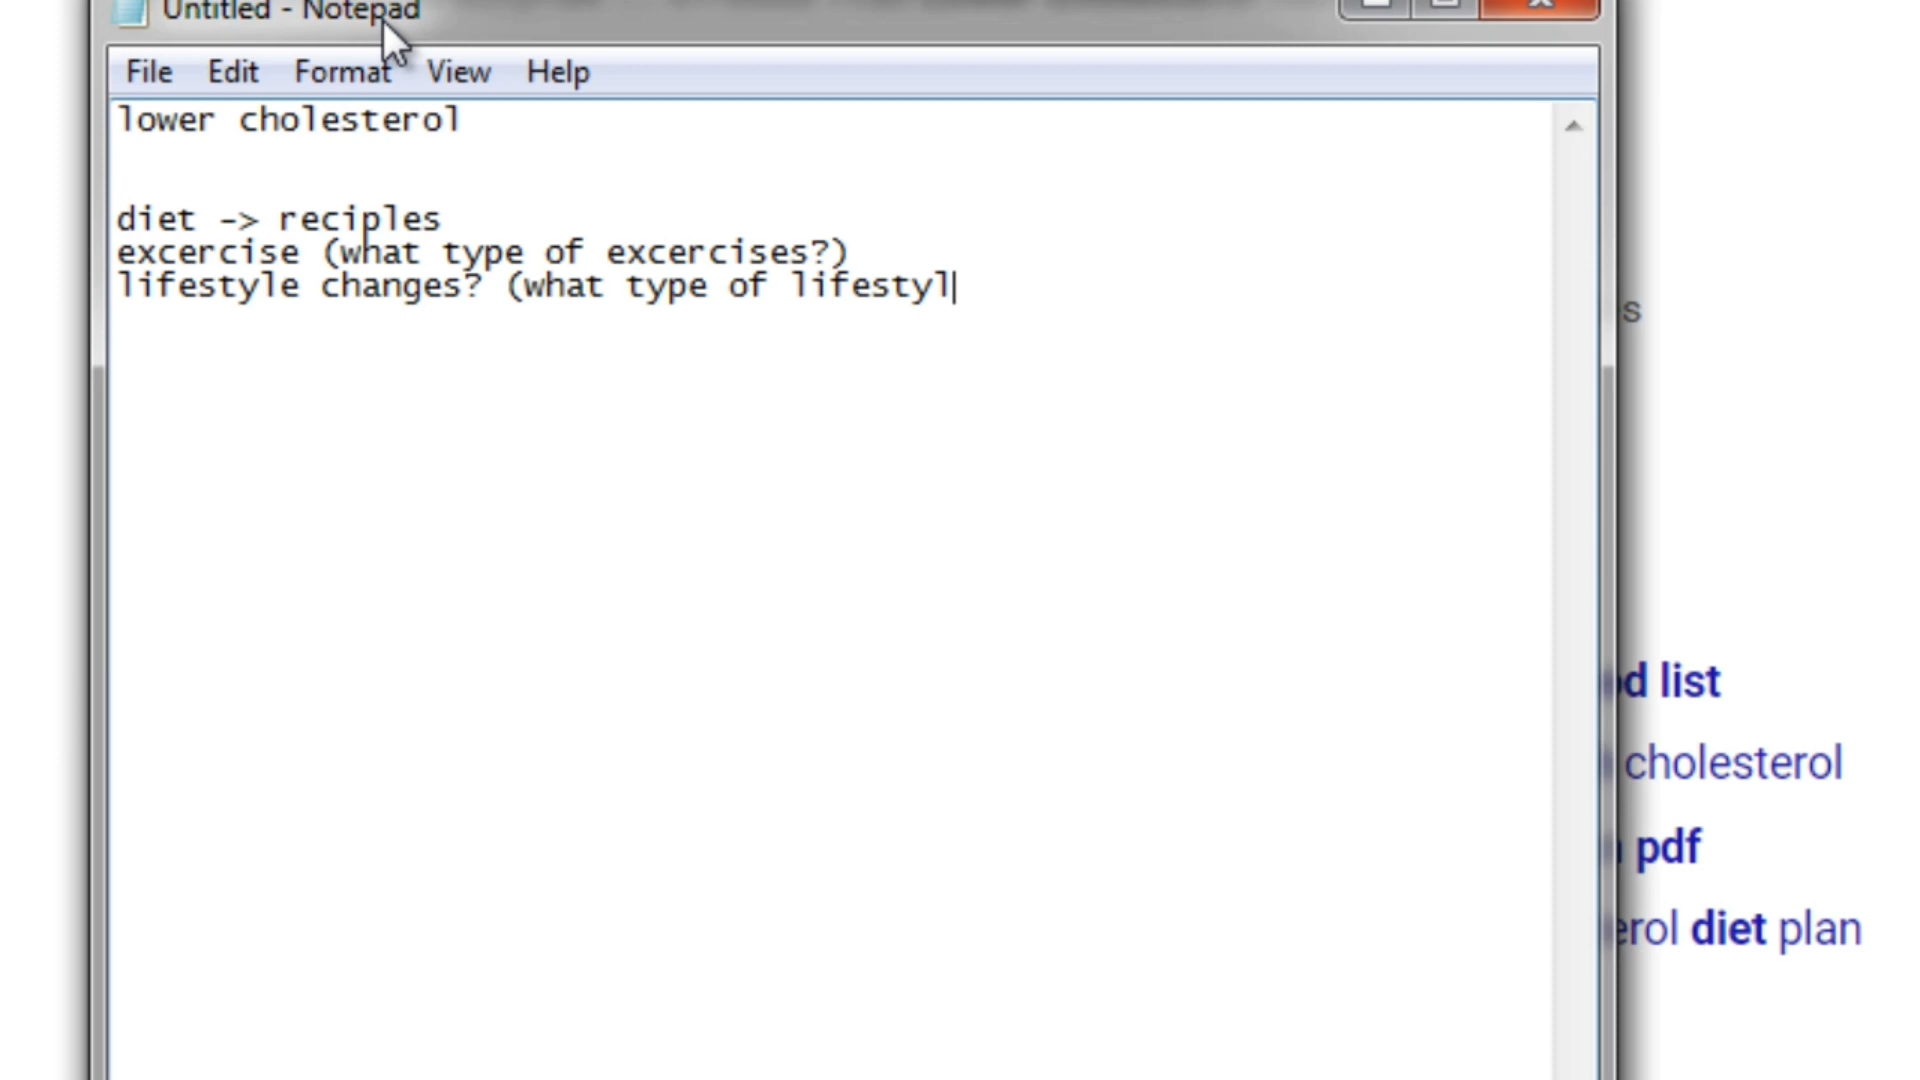 Untitled - Notepad
File Edit Format View Help
lower cholesterol
diet -> reciples
excercise (what type of excercises?)
lifestyle changes? (what type of lifestyl
s
list
cholesterol
pdf
diet plan